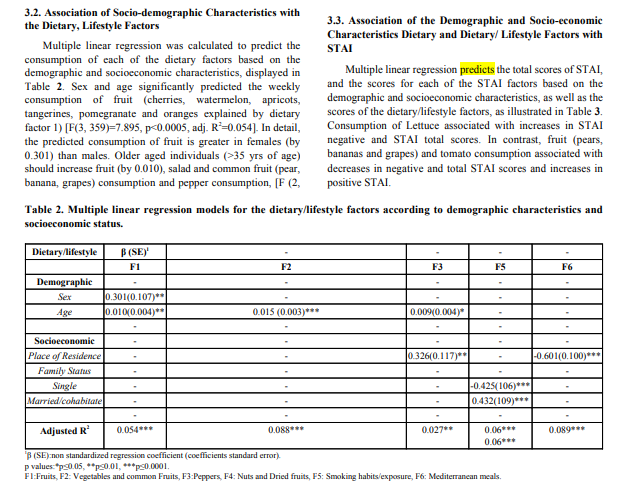 3.2. Association of Socio-demographic Characteristics with
the Dietary, Lifestyle Factors
Multiple linear regression was calculated to predict the
consumption of each of the dietary factors based on the
demographic and socioeconomic characteristics, displayed in
Table 2. Sex and age significantly predicted the weekly
consumption of fruit (cherries, watermelon, apricots,
tangerines, pomegranate and oranges explained by dietary
factor 1) [F(3, 359)=7.895, p<0.0005, adj. R²=0.054]. In detail,
the predicted consumption of fruit is greater in females (by
0.301) than males. Older aged individuals (>35 yrs of age)
should increase fruit (by 0.010), salad and common fruit (pear,
banana, grapes) consumption and pepper consumption, [F (2,
3.3. Association of the Demographic and Socio-economic
Characteristics Dietary and Dietary/ Lifestyle Factors with
STAI
Multiple linear regression predicts the total scores of STAI,
and the scores for each of the STAI factors based on the
demographic and socioeconomic characteristics, as well as the
scores of the dietary/lifestyle factors, as illustrated in Table 3.
Consumption of Lettuce associated with increases in STAI
negative and STAI total scores. In contrast, fruit (pears,
bananas and grapes) and tomato consumption associated with
decreases in negative and total STAI scores and increases in
positive STAI.
Table 2. Multiple linear regression models for the dietary/lifestyle factors according to demographic characteristics and
socioeconomic status.
Dietary/lifestyle β (SE)¹ - - - -
F1 F2 F3 F5 F6
Demographic - - - - -
Sex 0.301(0.107)** - - - -
Age 0.010(0.004)** 0.015 (0.003)*** 0.009(0.004)* - -
- - - - -
Socioeconomic - - - - -
Place of Residence - - 0.326(0.117)** - -0.601(0.100)***
Family Status - - - - -
Single - - - -0.425(106)*** -
Married/cohabitate - - - 0.432(109)*** -
- - - - -
Adjusted R² 0.054*** 0.088*** 0.027** 0.06*** 0.089***
0.06***
¹β (SE):non standardized regression coefficient (coefficients standard error).
p values:*p≤0.05, **p≤0.01, ***p≤0.0001.
F1:Fruits, F2: Vegetables and common Fruits, F3:Peppers, F4: Nuts and Dried fruits, F5: Smoking habits/exposure, F6: Mediterranean meals.